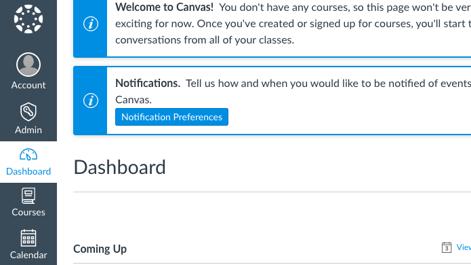 Welcome to Canvas! You don't have any courses, so this page won't be ver
exciting for now. Once you've created or signed up for courses, you'll start t
conversations from all of your classes.
Notifications. Tell us how and when you would like to be notified of events
Canvas.
Notification Preferences
Account
Admin
Dashboard
Courses
Calendar
Dashboard
Coming Up
View